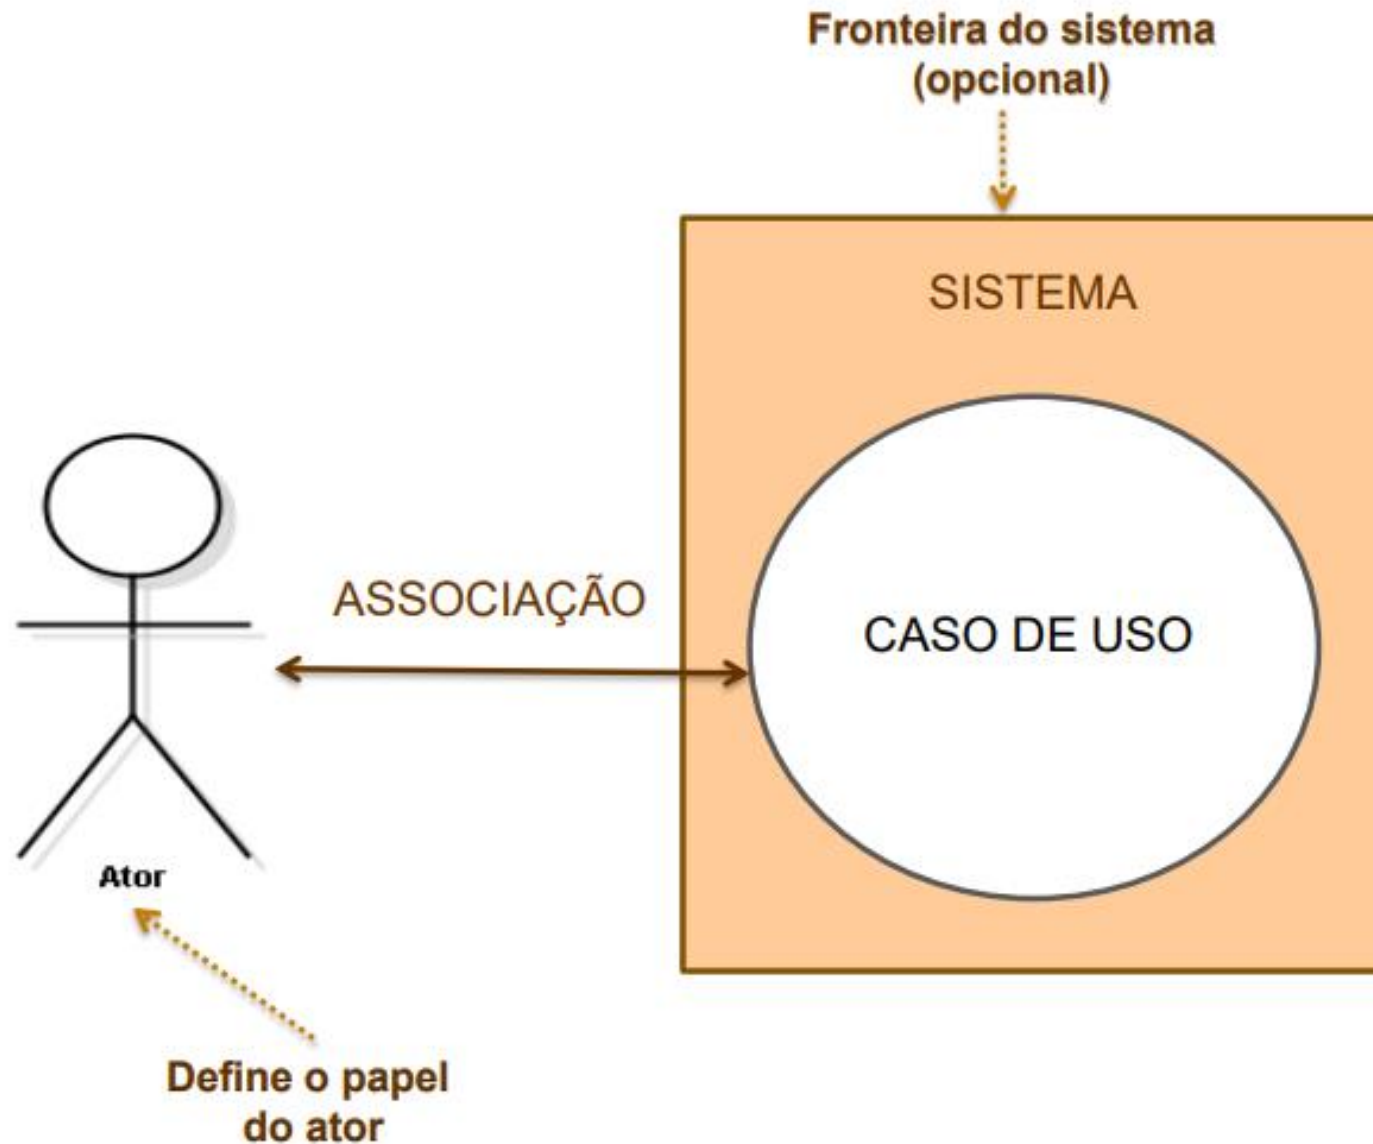 Fronteira do sistema
(opcional)
SISTEMA
ASSOCIAÇÃO
CASO DE USO
Ator
Define o papel
do ator